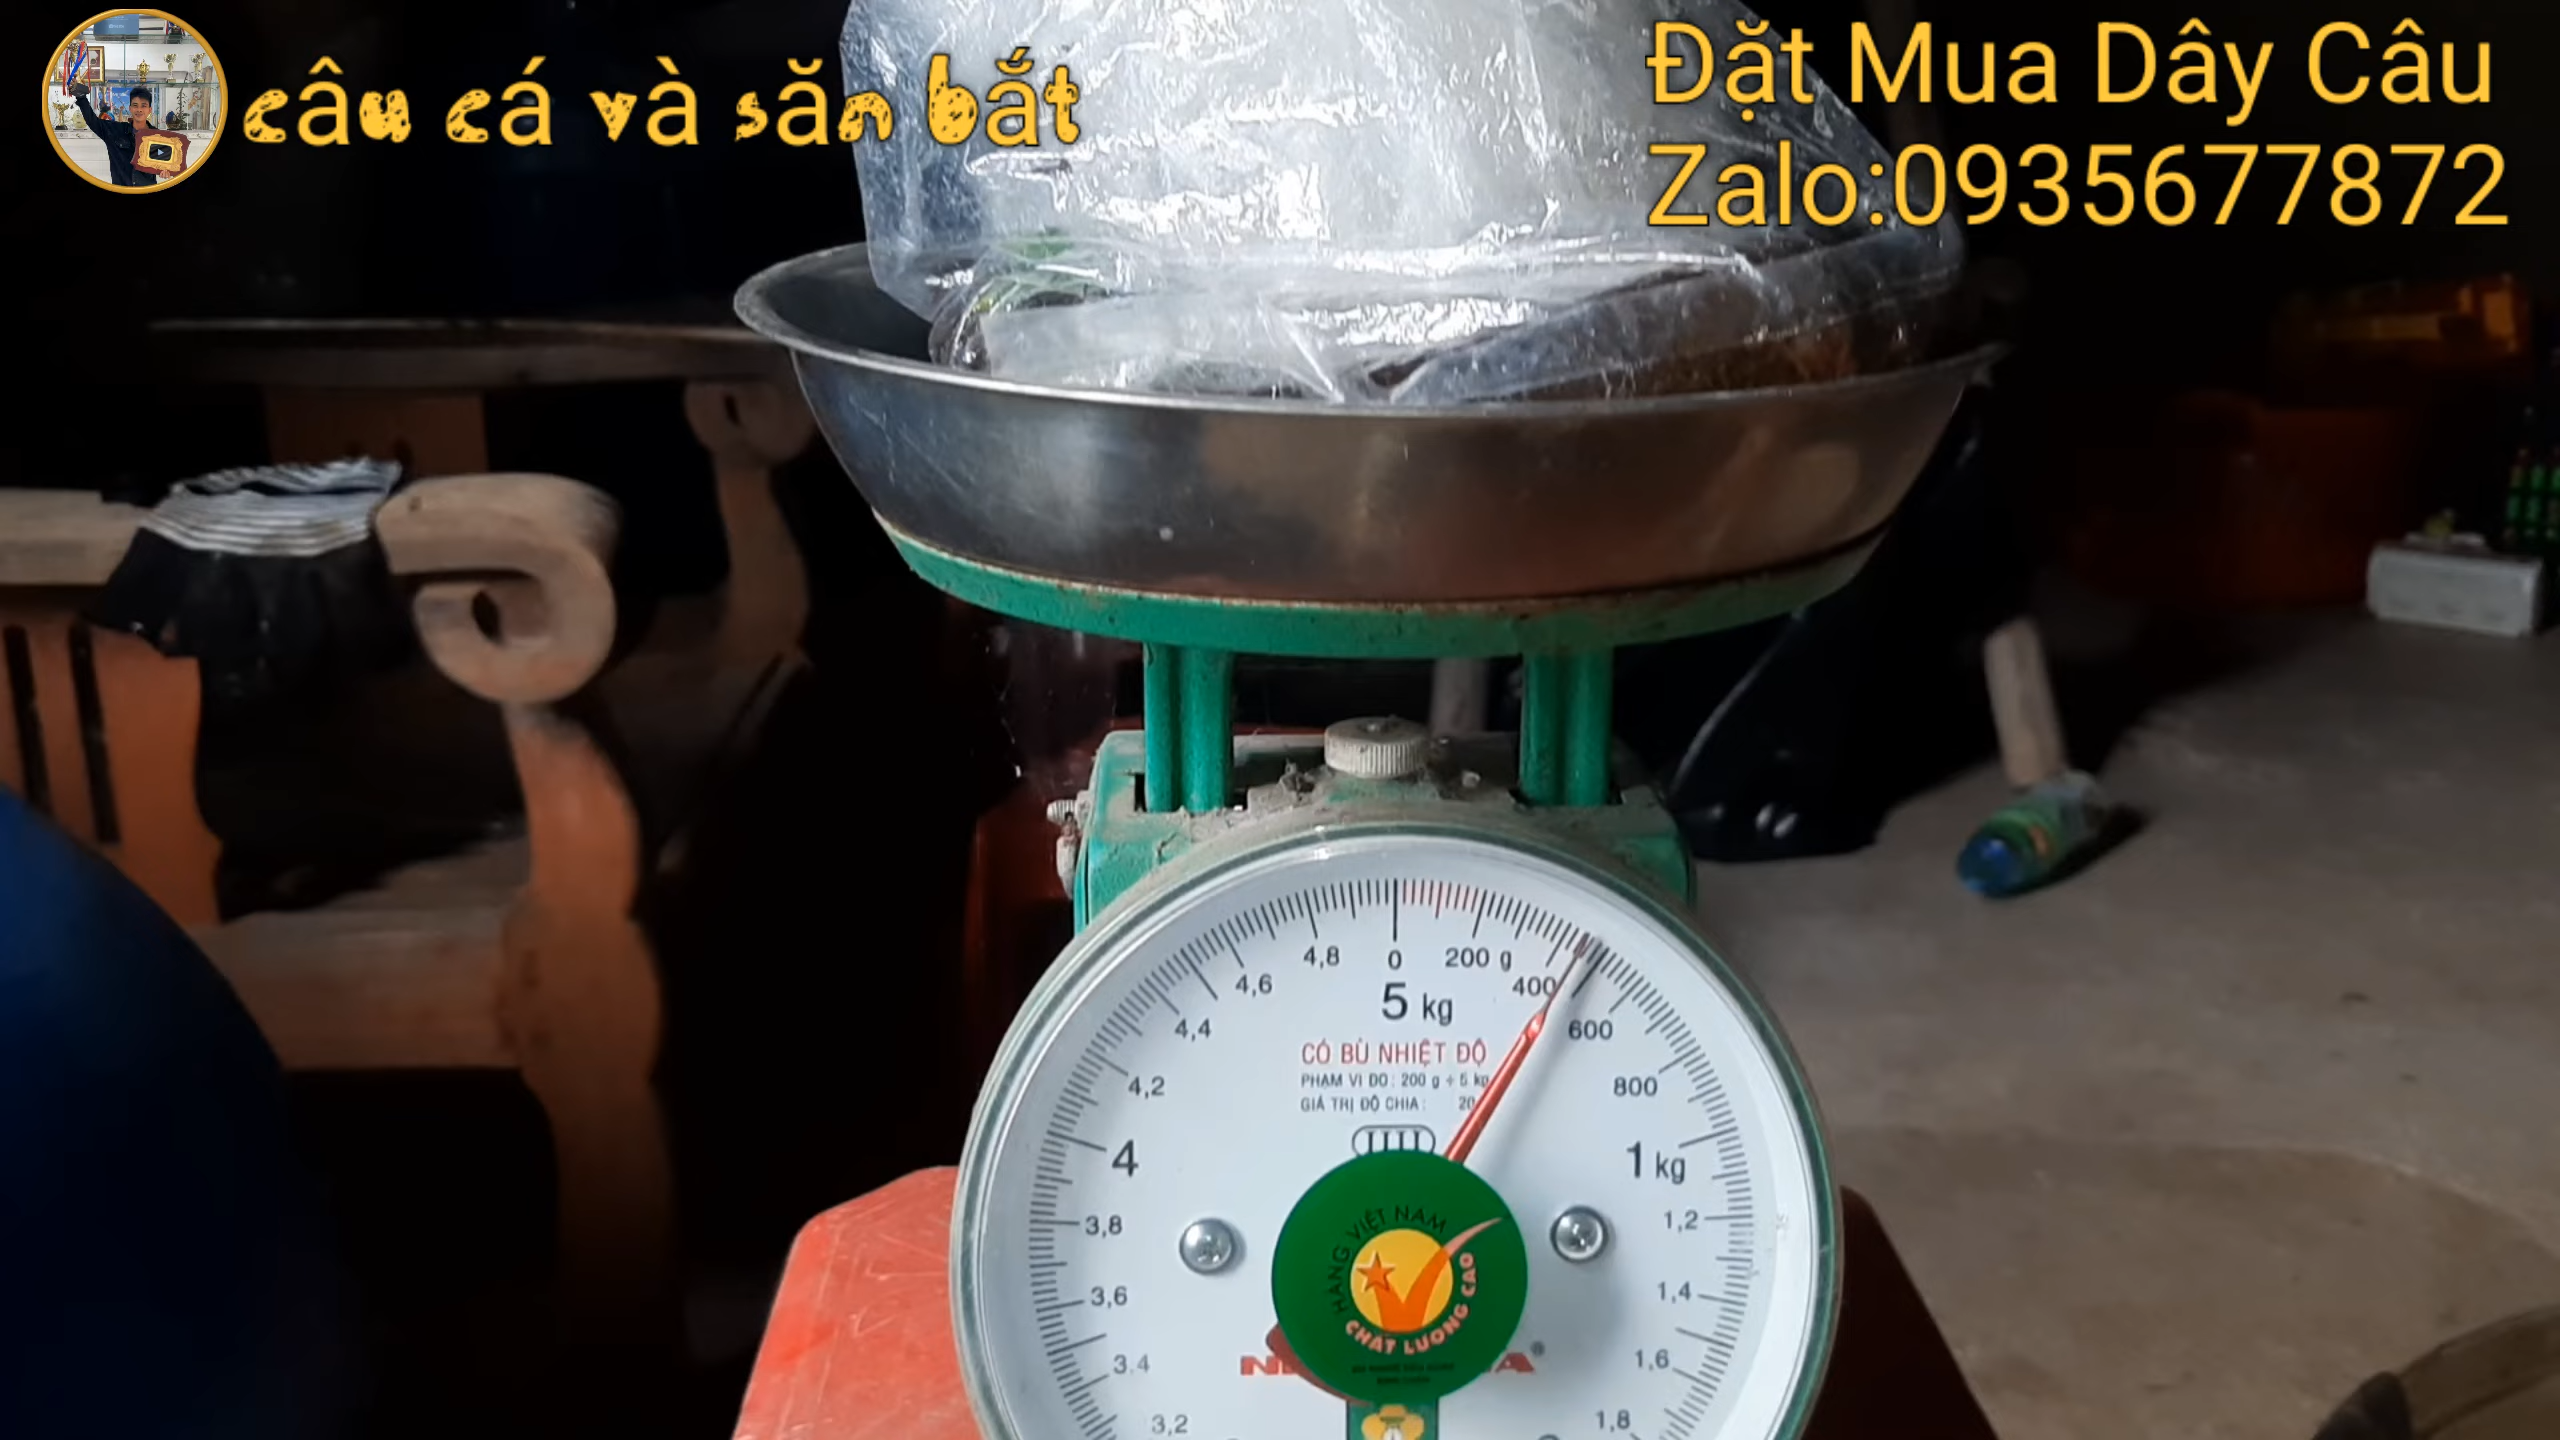 câu cá và săn bắt
Đặt Mua Dây Câu
Zalo:0935677872
4,8 0 200 g
4,6 400
5 kg
4,4 600
CÓ BÙ NHIỆT ĐỘ
PHẠM VI ĐO: 200 g ÷ 5 kg
GIÁ TRỊ ĐỘ CHIA: 20
4,2 800
4 1 kg
3,8 1,2
HÀNG VIỆT NAM
CHẤT LƯỢNG CAO
3,6 1,4
3,4 1,6
3,2 1,8